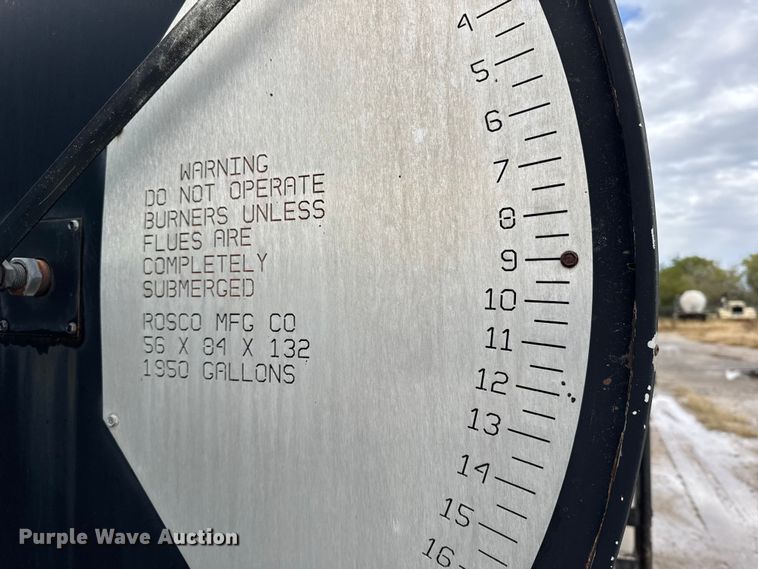 WARNING
DO NOT OPERATE
BURNERS UNLESS
FLUES ARE
COMPLETELY
SUBMERGED
ROSCO MFG CO
56 X 84 X 132
1950 GALLONS
4
5
6
7
8
9
10
11
12
13
14
15
16
Purple Wave Auction